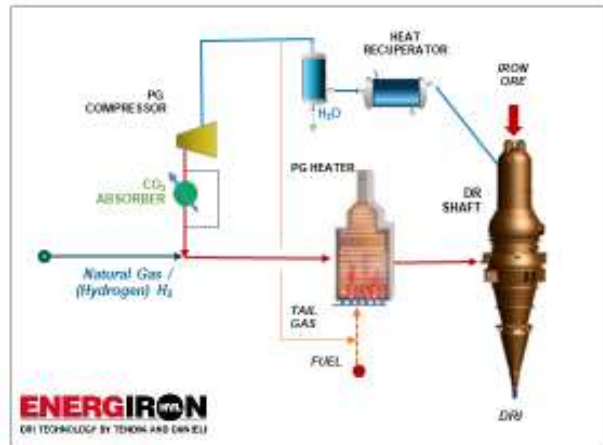 HEAT
RECUPERATOR
IRON
ORE
PG
COMPRESSOR
H₂O
PG HEATER
CO₂
ABSORBER
DR
SHAFT
Natural Gas /
(Hydrogen) H₂
TAIL
GAS
FUEL
DRI
ENERGIRON
HYL
DRI TECHNOLOGY BY TENOVA AND DANIELI